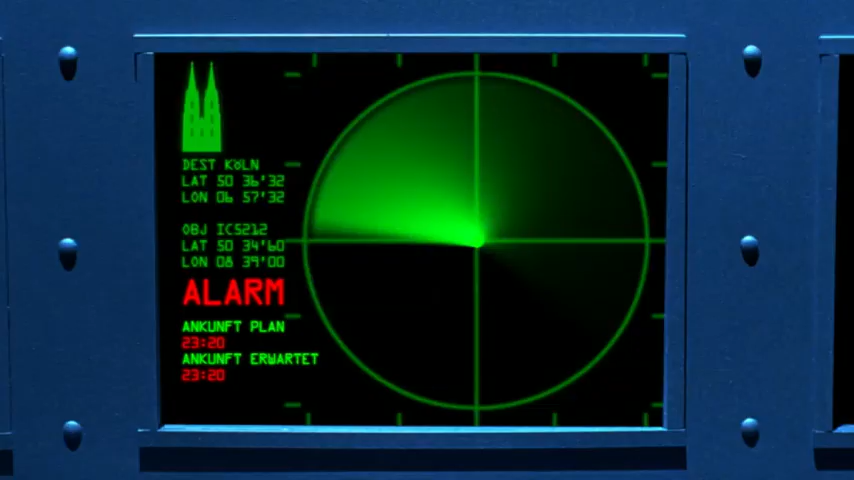 DEST KÖLN
LAT 50 36'32
LON 06 57'32
OBJ IC5212
LAT 50 34'60
LON 08 39'00
ALARM
ANKUNFT PLAN
23:20
ANKUNFT ERWARTET
23:20